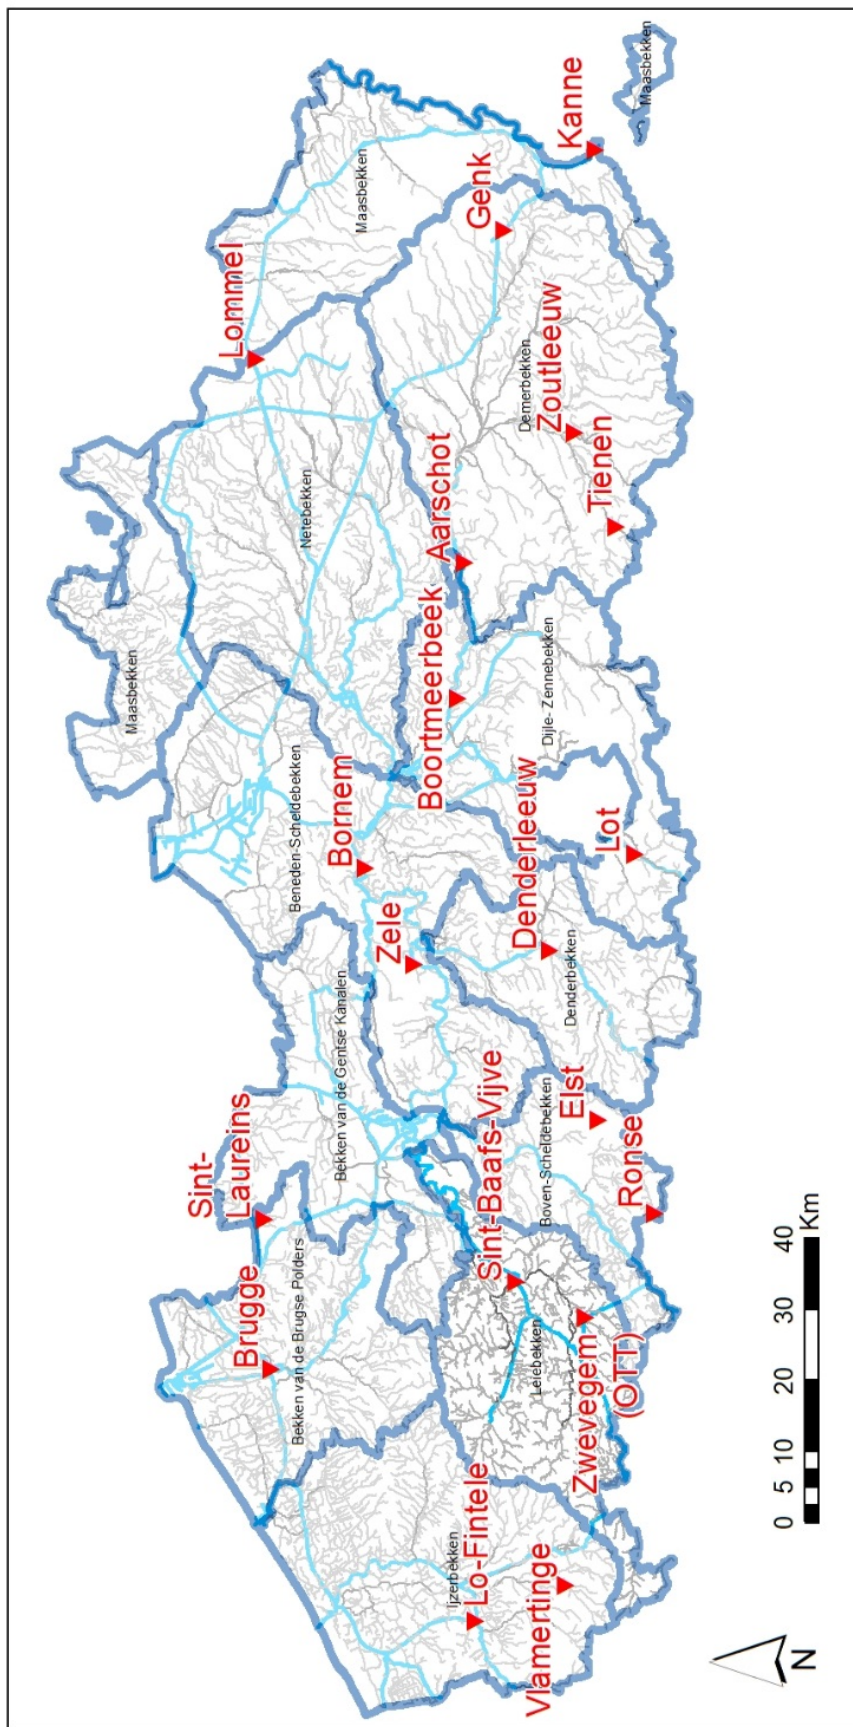 Maasbekken
Maasbekken
Maasbekken
Kanne
Genk
Lommel
Netebekken
Demerbekken
Zoutleeuw
Tienen
Aarschot
Boortmeerbeek
Dijle- Zennebekken
Beneden-Scheldebekken
Bornem
Zele
Denderleeuw
Denderbekken
Lot
Bekken van de Gentse Kanalen
Sint-
Laureins
Brugge
Bekken van de Brugse Polders
Sint-Baafs-Vijve
Boven-Scheldebekken
Elst
Ronse
Leiebekken
Zwevegem
(OTT)
Ijzerbekken
Lo-Fintele
Vlamertinge
0 5 10 20 30 40
Km
N